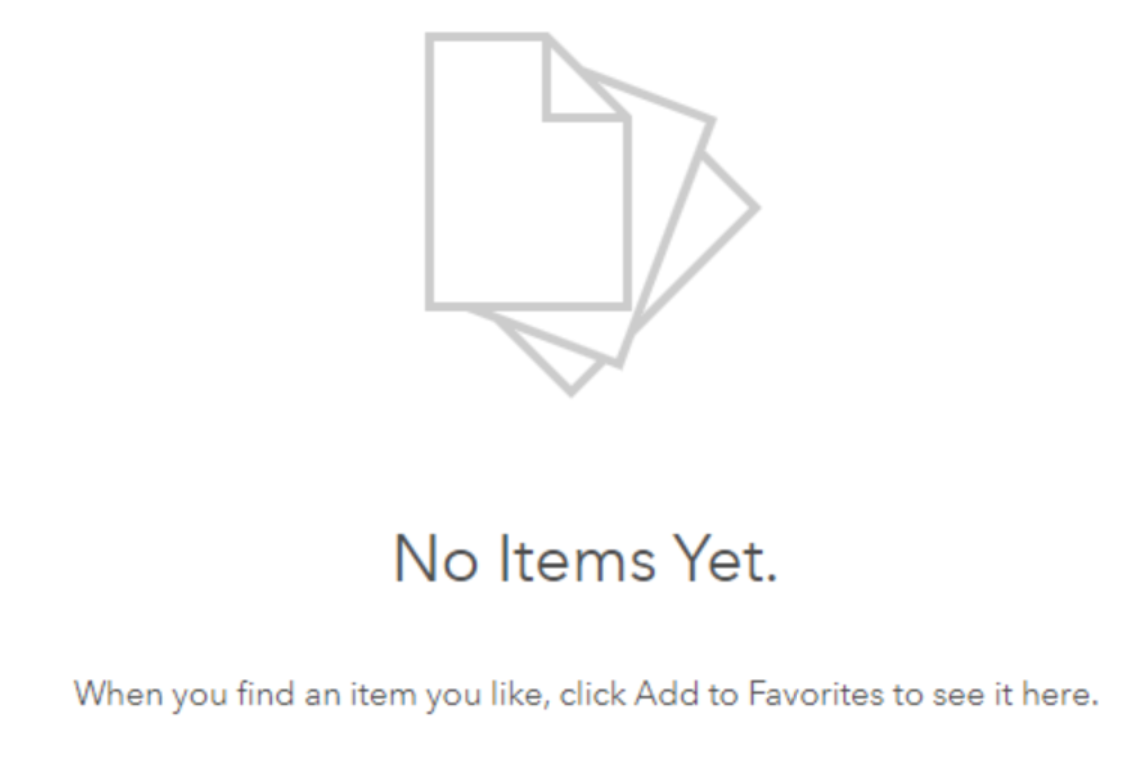 No Items Yet.
When you find an item you like, click Add to Favorites to see it here.